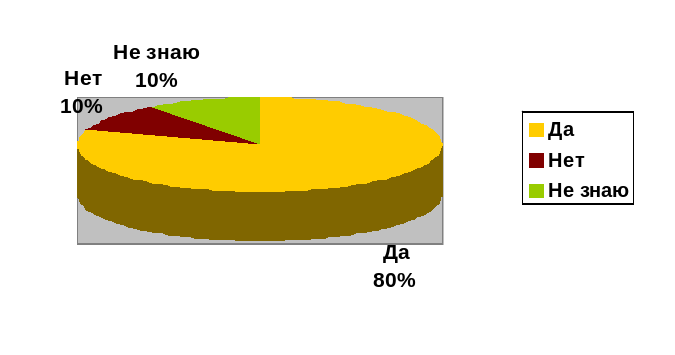 Не знаю
10%
Нет
10%
Да
80%
Да
Нет
Не знаю